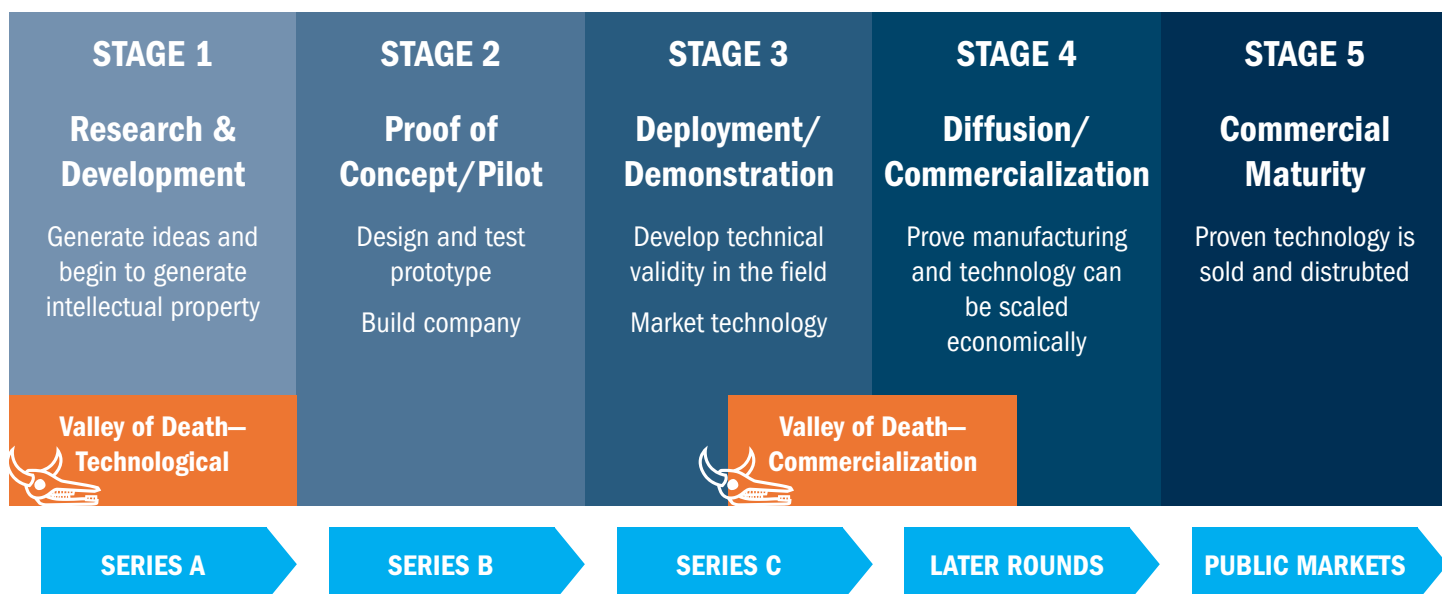 STAGE 1
Research &
Development
Generate ideas and
begin to generate
intellectual property
Valley of Death—
Technological
STAGE 2
Proof of
Concept/Pilot
Design and test
prototype
Build company
STAGE 3
Deployment/
Demonstration
Develop technical
validity in the field
Market technology
STAGE 4
Diffusion/
Commercialization
Prove manufacturing
and technology can
be scaled
economically
Valley of Death—
Commercialization
STAGE 5
Commercial
Maturity
Proven technology is
sold and distrubted
SERIES A
SERIES B
SERIES C
LATER ROUNDS
PUBLIC MARKETS